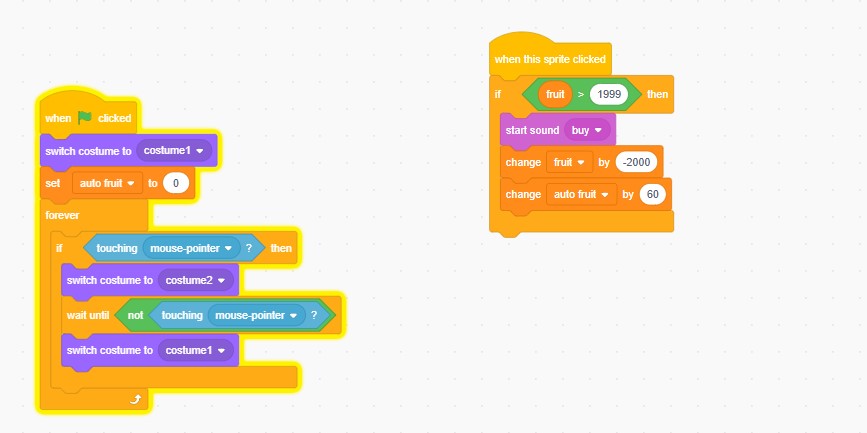 when clicked
switch costume to costume1
set auto fruit to 0
forever
if touching mouse-pointer ? then
switch costume to costume2
wait until not touching mouse-pointer ?
switch costume to costume1
when this sprite clicked
if fruit > 1999 then
start sound buy
change fruit by -2000
change auto fruit by 60